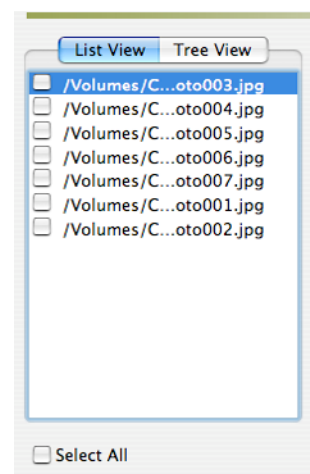 List View Tree View
/Volumes/C...oto003.jpg
/Volumes/C...oto004.jpg
/Volumes/C...oto005.jpg
/Volumes/C...oto006.jpg
/Volumes/C...oto007.jpg
/Volumes/C...oto001.jpg
/Volumes/C...oto002.jpg
Select All